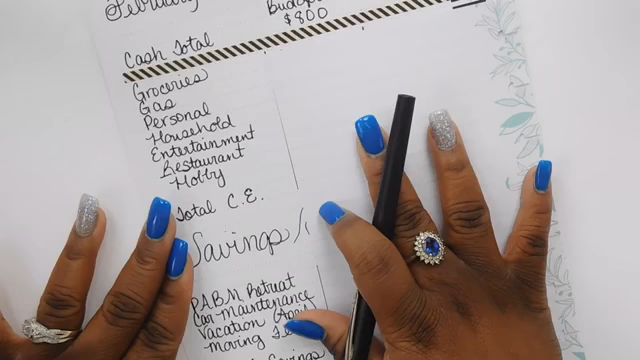 February
Budget
$800
Cash Total
Groceries
Gas
Personal
Household
Entertainment
Restaurant
Hobby
Total C.E.
Savings
P.A.B.M Retreat
Car maintenance
Vacation
moving
Savings